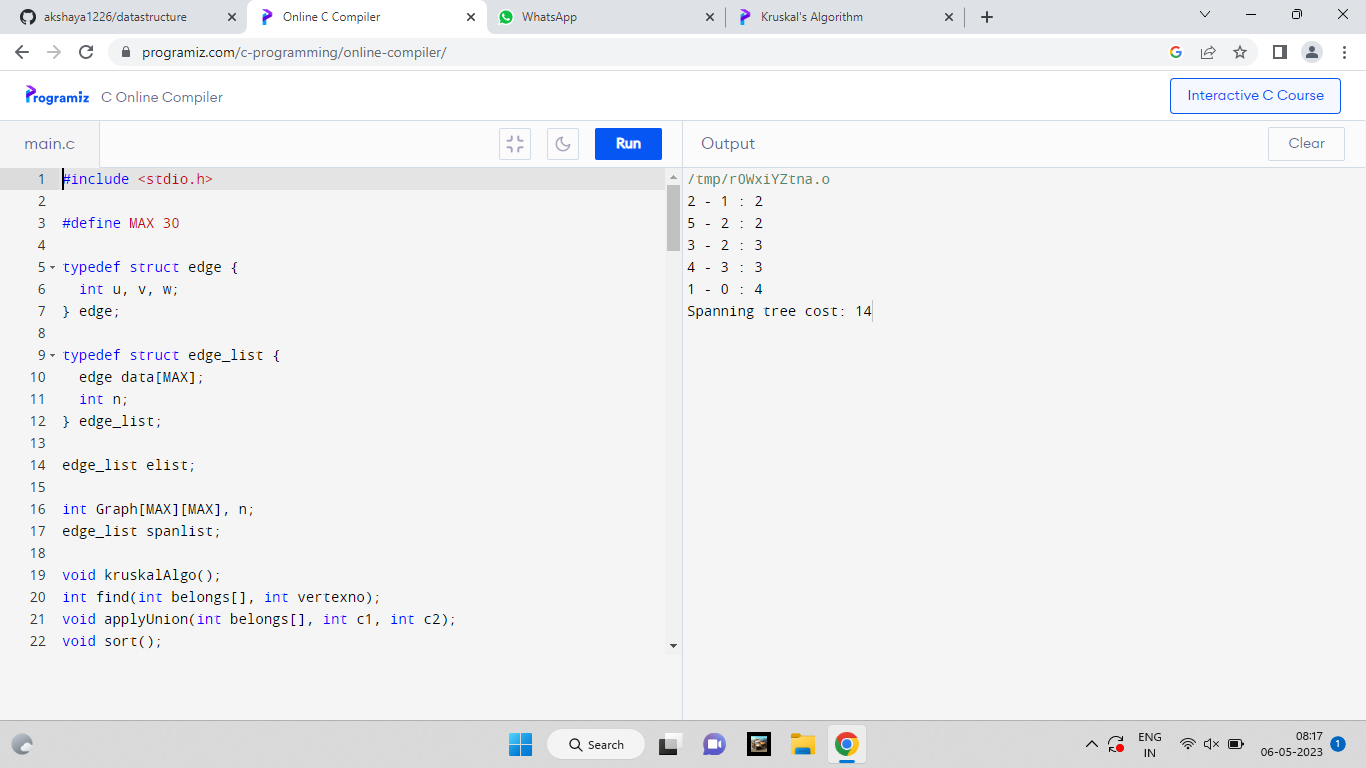 akshaya1226/datastructure
Online C Compiler
WhatsApp
Kruskal's Algorithm
programiz.com/c-programming/online-compiler/
Programiz
C Online Compiler
Interactive C Course
main.c
Run
Output
Clear
1 #include <stdio.h>
2
3 #define MAX 30
4
5 typedef struct edge {
6 int u, v, w;
7 } edge;
8
9 typedef struct edge_list {
10 edge data[MAX];
11 int n;
12 } edge_list;
13
14 edge_list elist;
15
16 int Graph[MAX][MAX], n;
17 edge_list spanlist;
18
19 void kruskalAlgo();
20 int find(int belongs[], int vertexno);
21 void applyUnion(int belongs[], int c1, int c2);
22 void sort();
/tmp/rOWxiYZtna.o
2 - 1 : 2
5 - 2 : 2
3 - 2 : 3
4 - 3 : 3
1 - 0 : 4
Spanning tree cost: 14
Search
ENG
IN
08:17
06-05-2023
1